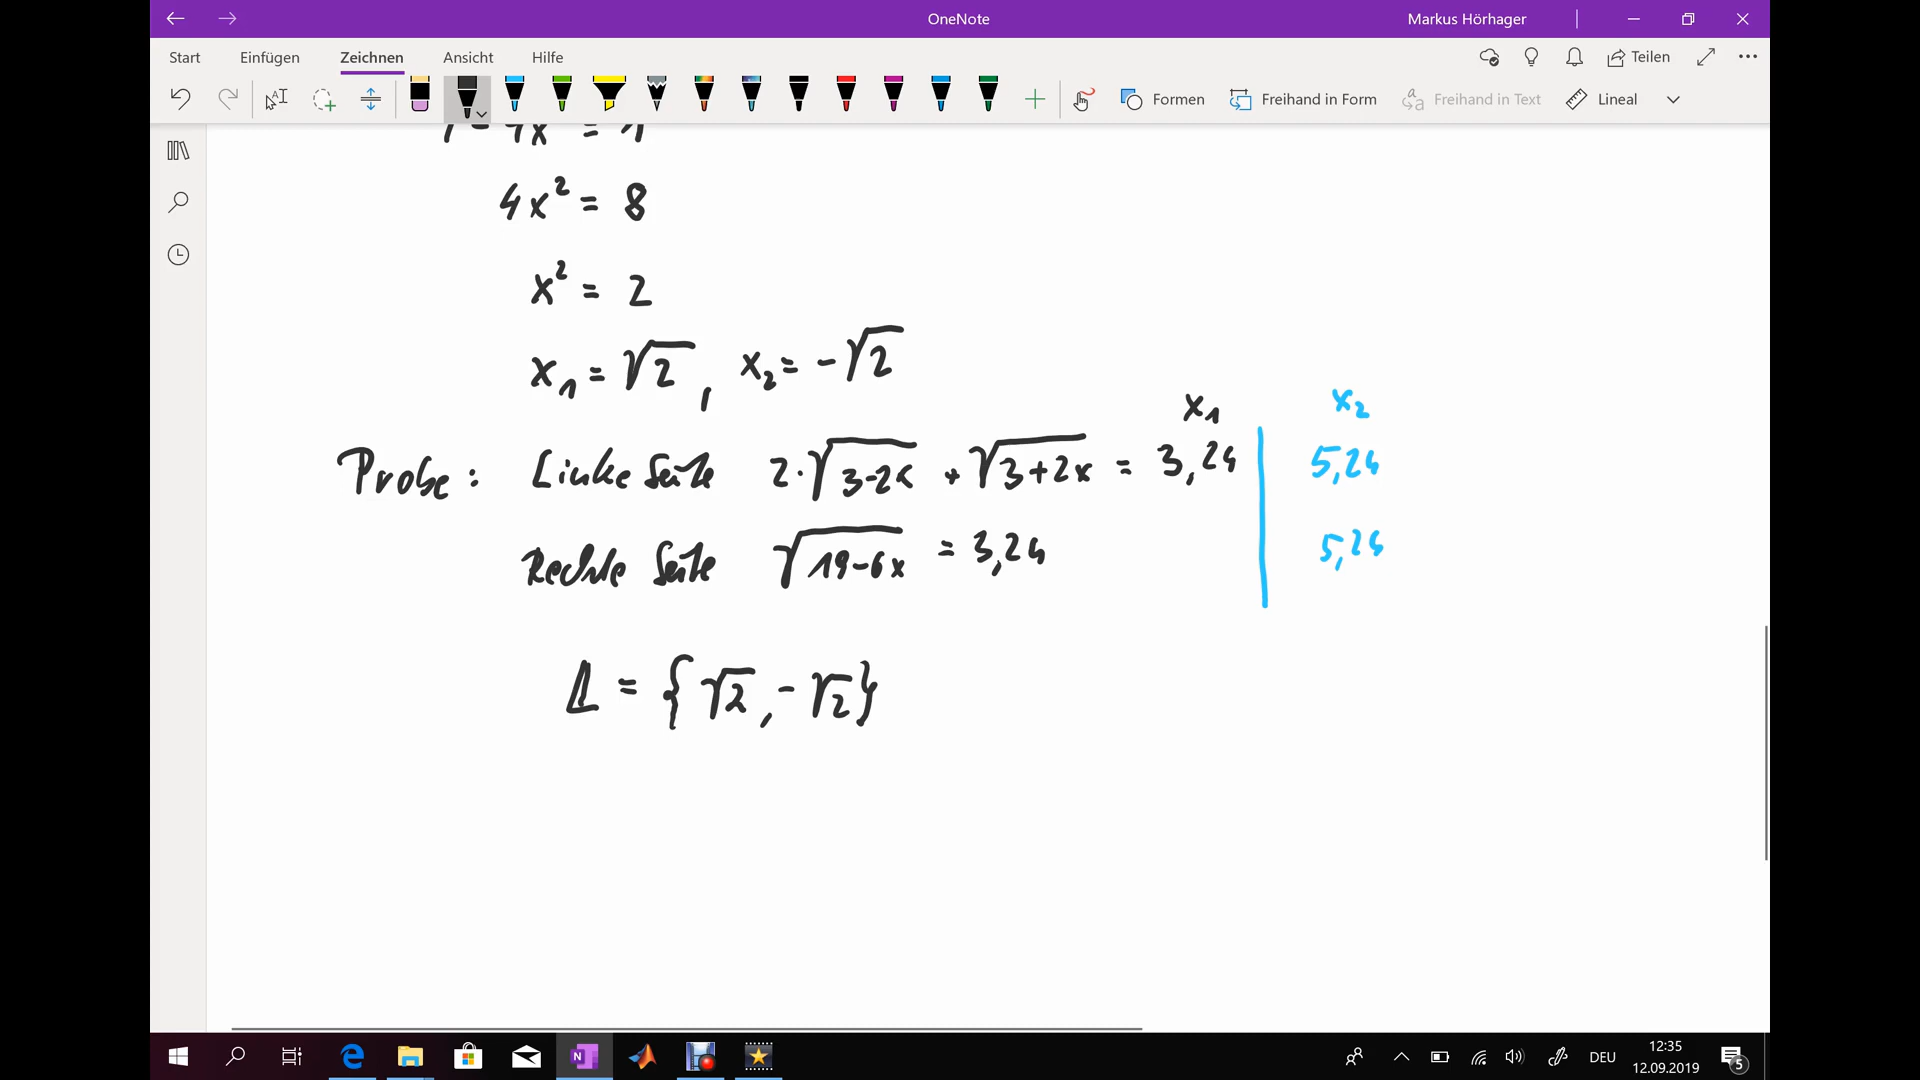 OneNote Markus Hörhager
Start Einfügen Zeichnen Ansicht Hilfe Teilen
Formen Freihand in Form Freihand in Text Lineal
4x² = 8
x² = 2
x₁ = √2 , x₂ = -√2
x₁ x₂
Probe: Linke Seite 2·√(3-2x) + √(3+2x) = 3,24 5,24
Rechte Seite √(19-6x) = 3,24 5,24
𝕃 = {√2, -√2}
DEU 12:35 5
12.09.2019